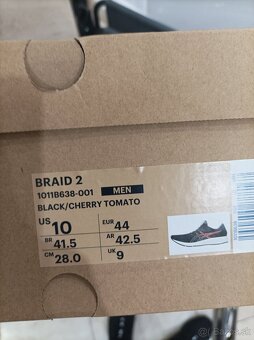 BRAID 2
1011B638-001 MEN
BLACK/CHERRY TOMATO
US 10 EUR 44
BR 41.5 AR 42.5
CM 28.0 UK 9